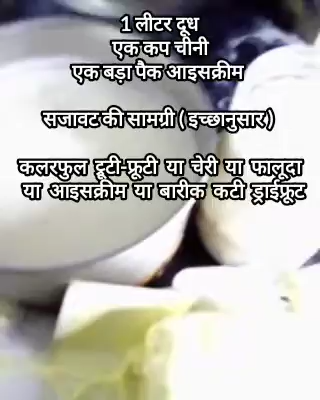 1 लीटर दूध
एक कप चीनी
एक बड़ा पैक आइसक्रीम
सजावट की सामग्री ( इच्छानुसार )
कलरफुल टूटी-फ्रूटी या चेरी या फालूदा
या आइसक्रीम या बारीक कटी ड्राईफ्रूट